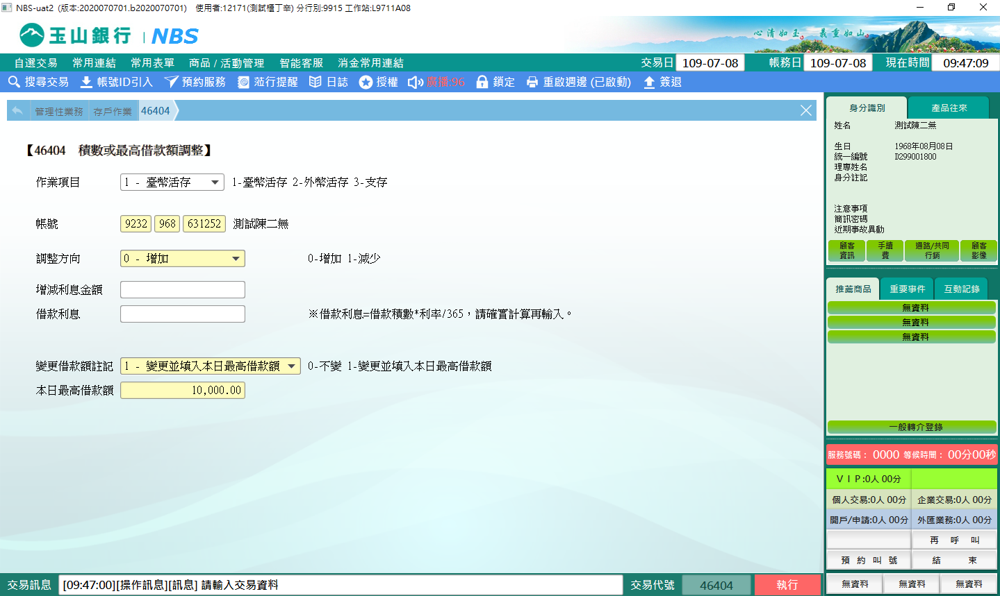 NBS-uat2 (版本:2020070701.b2020070701) 使用者:12171(測試櫃丁辛) 分行別:9915 工作站:L9711A08
玉山銀行 | NBS
心清如玉。義重如山。
自選交易 常用連結 常用表單 商品 / 活動管理 智能客服 消金常用連結 交易日 109-07-08 帳務日 109-07-08 現在時間 09:47:09
搜尋交易 帳號ID引入 預約服務 蒞行提醒 日誌 授權 廣播:96 鎖定 重啟週邊 (已啟動) 簽退
管理性業務 存戶作業 46404
【46404 積數或最高借款額調整】
作業項目 1 - 臺幣活存 1-臺幣活存 2-外幣活存 3-支存
帳號 9232 968 631252 測試陳二無
調整方向 0 - 增加 0-增加 1-減少
增減利息金額
借款利息 ※借款利息=借款積數*利率/365，請確實計算再輸入。
變更借款額註記 1 - 變更並填入本日最高借款額 0-不變 1-變更並填入本日最高借款額
本日最高借款額 10,000.00
身分識別 產品往來
姓名 測試陳二無
生日 1968年08月08日
統一編號 D299001800
理專姓名
身分註記
注意事項
簡訊密碼
近期事故異動
顧客資訊 手續費 通路/共同行銷 顧客影像
推薦商品 重要事件 互動記錄
無資料
無資料
無資料
一般轉介登錄
服務號碼： 0000 等候時間： 00分00秒
ＶＩＰ:0人 00分
個人交易:0人 00分 企業交易:0人 00分
開戶/申請:0人 00分 外匯業務:0人 00分
再 呼 叫
預 約 叫 號 結 束
無資料 無資料 無資料
交易訊息 [09:47:00][操作訊息][訊息] 請輸入交易資料 交易代號 46404 執行